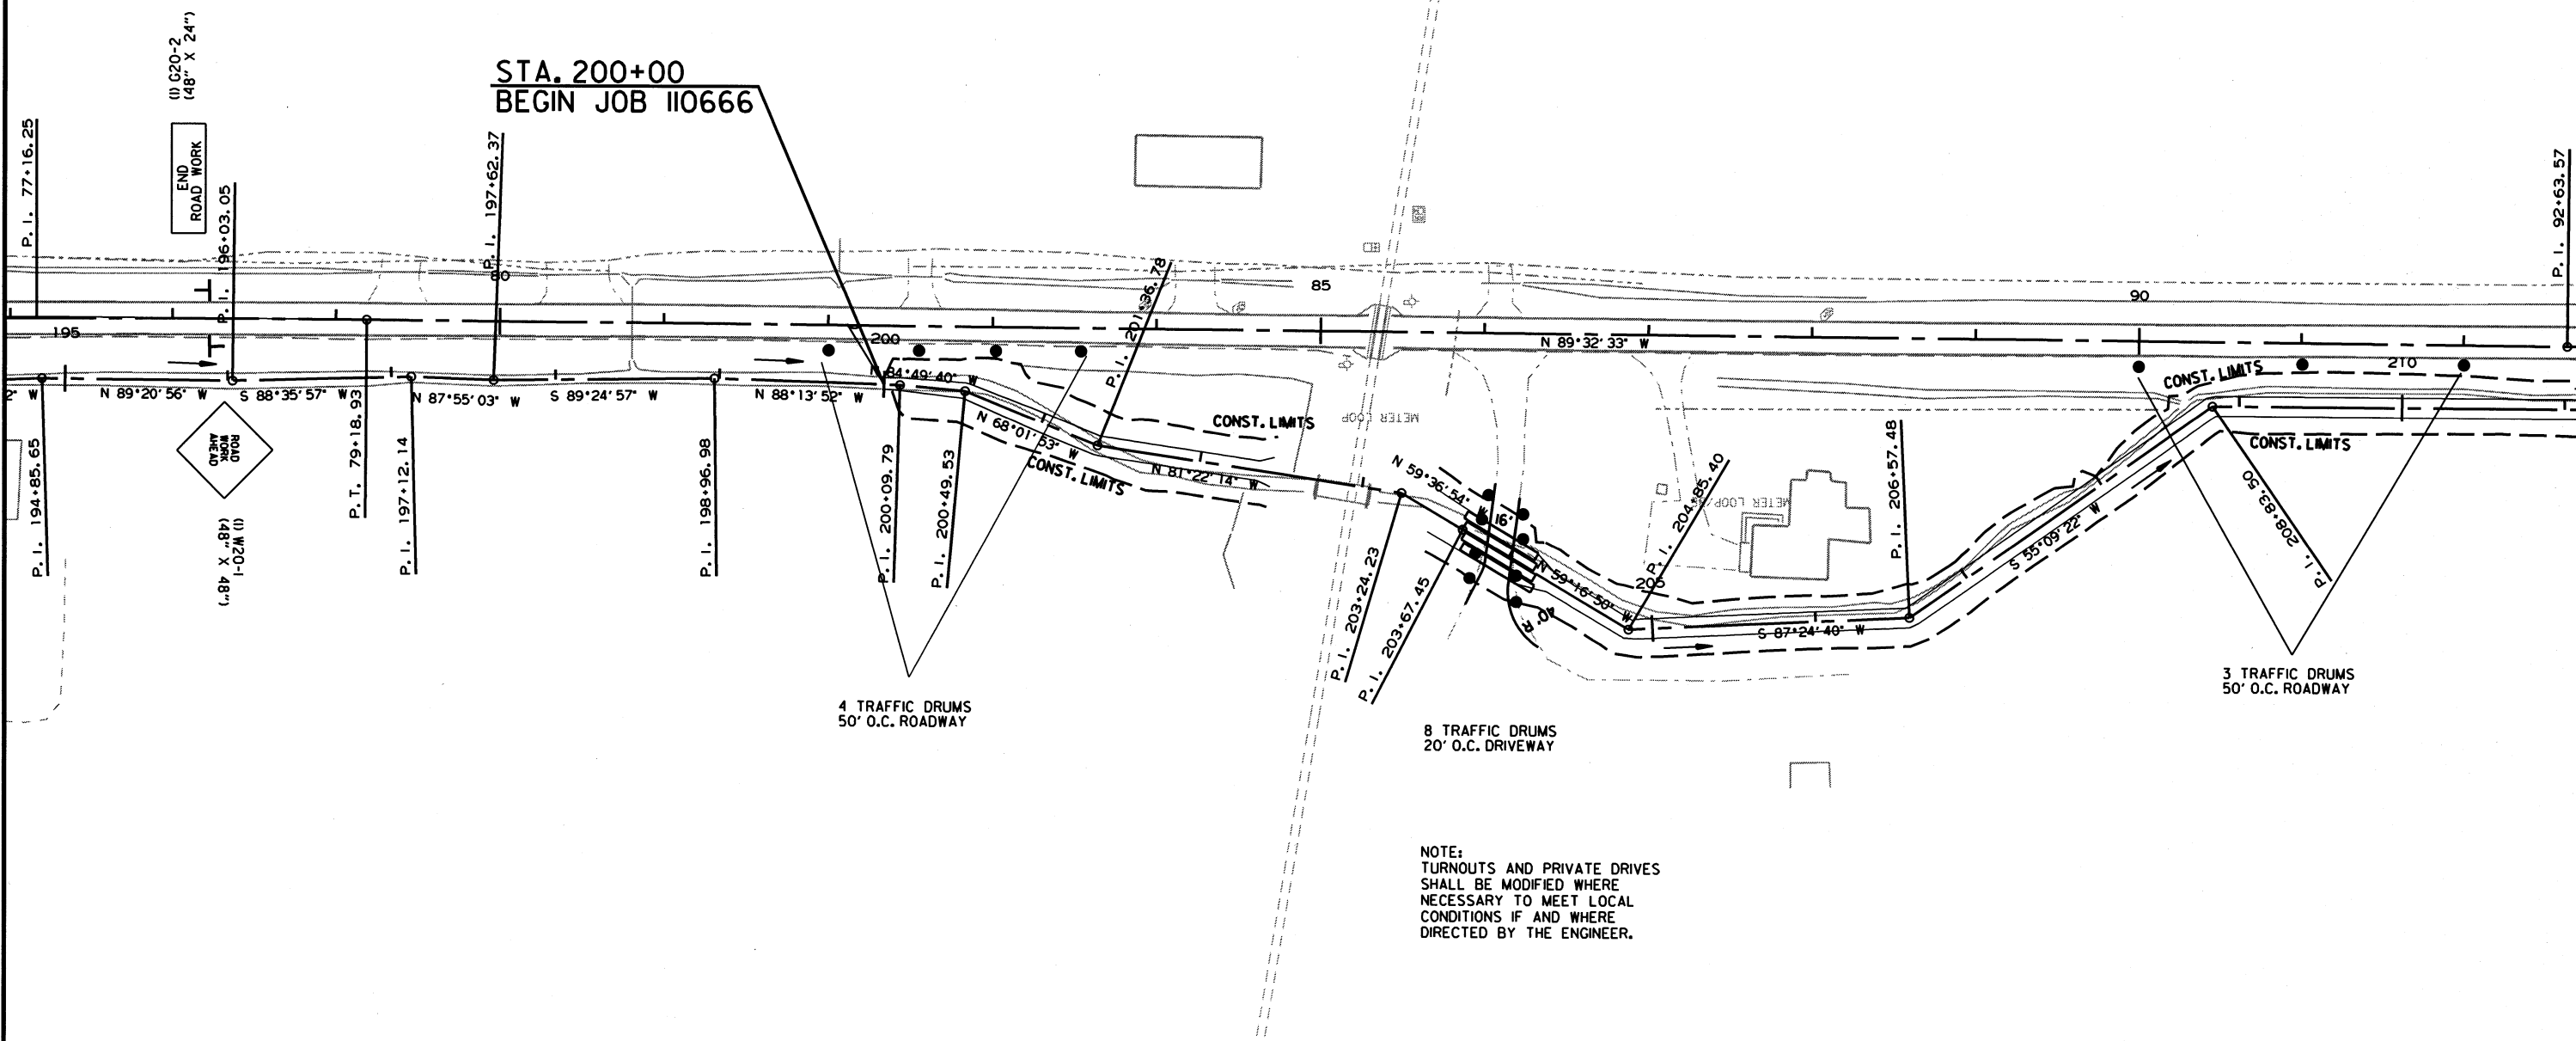 (1) G20-2
(48" X 24")
END
ROAD WORK
STA. 200+00
BEGIN JOB 110666
P.I. 77+16.25
P.I. 196+03.05
P.I. 197+62.37
P.I. 201+36.78
P.I. 92+63.57
80
85
90
195
200
N 89°32'33" W
210
2" W
N 89°20'56" W
S 88°35'57" W
N 87°55'03" W
S 89°24'57" W
N 88°13'52" W
N 84°49'40" W
N 68°01'53" W
N 81°22'14" W
CONST. LIMITS
CONST. LIMITS
METER LOOP
N 59°36'54" W
16'
N 59°16'50" W
METER LOOP
205
S 87°24'40" W
40' R.
S 55°09'22" W
CONST. LIMITS
CONST. LIMITS
ROAD
WORK
AHEAD
(1) W20-1
(48" X 48")
P.I. 194+85.65
P.T. 79+18.93
P.I. 197+12.14
P.I. 198+96.98
P.I. 200+09.79
P.I. 200+49.53
P.I. 203+24.23
P.I. 203+67.45
P.I. 204+85.40
P.I. 206+57.48
P.I. 208+83.50
4 TRAFFIC DRUMS
50' O.C. ROADWAY
8 TRAFFIC DRUMS
20' O.C. DRIVEWAY
3 TRAFFIC DRUMS
50' O.C. ROADWAY
NOTE:
TURNOUTS AND PRIVATE DRIVES
SHALL BE MODIFIED WHERE
NECESSARY TO MEET LOCAL
CONDITIONS IF AND WHERE
DIRECTED BY THE ENGINEER.